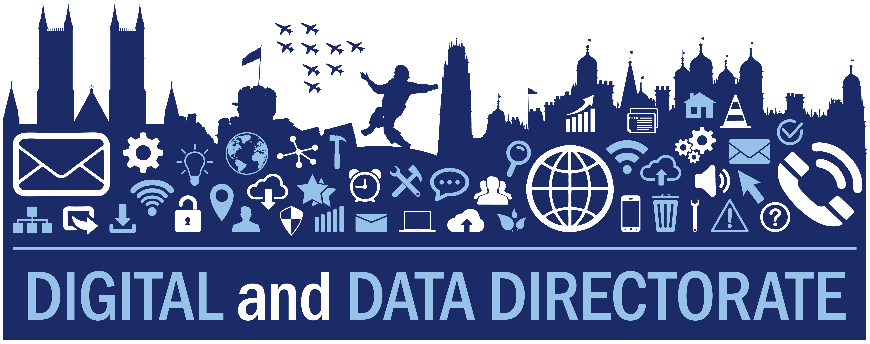 DIGITAL and DATA DIRECTORATE